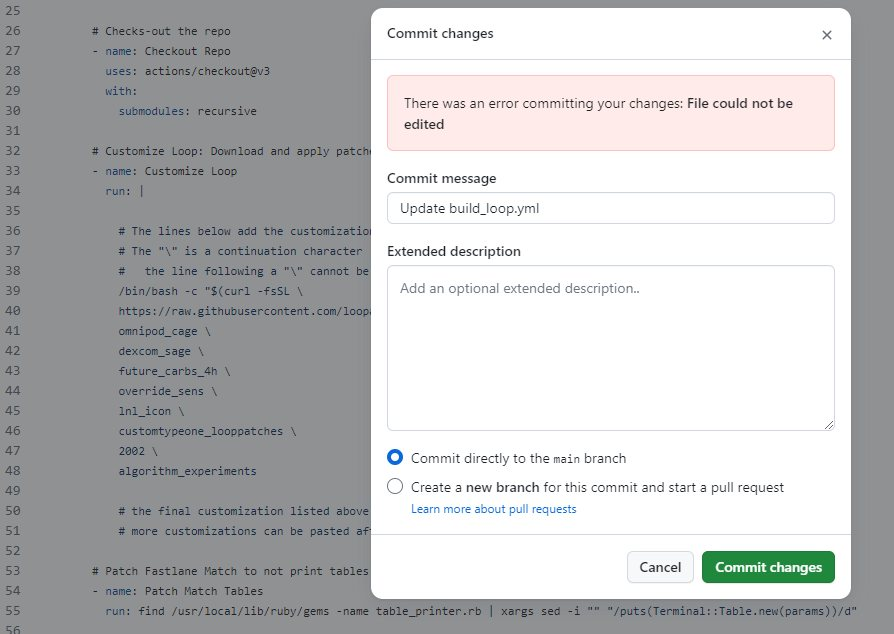 25
26 # Checks-out the repo
27 - name: Checkout Repo
28 uses: actions/checkout@v3
29 with:
30 submodules: recursive
31
32 # Customize Loop: Download and apply patche
33 - name: Customize Loop
34 run: |
35
36 # The lines below add the customization
37 # The "\" is a continuation character
38 # the line following a "\" cannot be
39 /bin/bash -c "$(curl -fsSL \
40 https://raw.githubusercontent.com/loopa
41 omnipod_cage \
42 dexcom_sage \
43 future_carbs_4h \
44 override_sens \
45 lnl_icon \
46 customtypeone_looppatches \
47 2002 \
48 algorithm_experiments
49
50 # the final customization listed above
51 # more customizations can be pasted aft
52
53 # Patch Fastlane Match to not print tables
54 - name: Patch Match Tables
55 run: find /usr/local/lib/ruby/gems -name table_printer.rb | xargs sed -i "" "/puts(Terminal::Table.new(params))/d"
56
Commit changes
There was an error committing your changes: File could not be
edited
Commit message
Update build_loop.yml
Extended description
Add an optional extended description..
Commit directly to the main branch
Create a new branch for this commit and start a pull request
Learn more about pull requests
Cancel
Commit changes